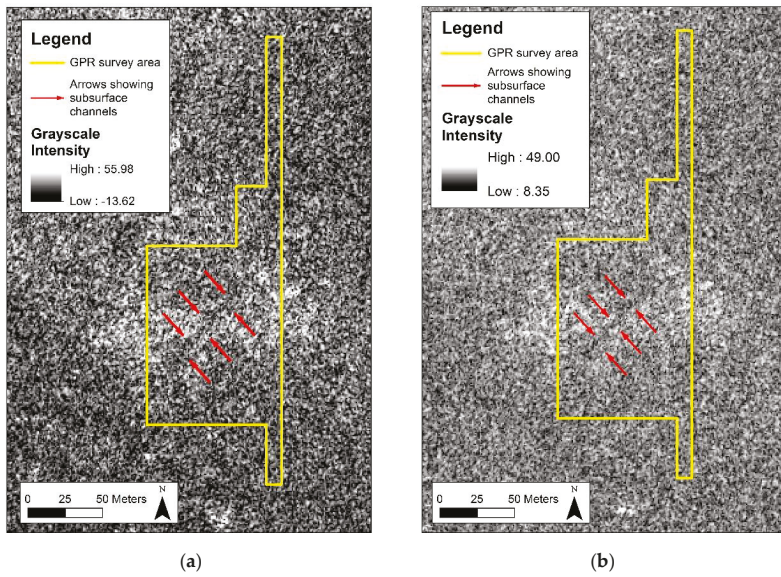 Legend
GPR survey area
Arrows showing
subsurface
channels
Grayscale
Intensity
High : 55.98
Low : -13.62
N
0 25 50 Meters
(a)
Legend
GPR survey area
Arrows showing
subsurface
channels
Grayscale
Intensity
High : 49.00
Low : 8.35
N
0 25 50 Meters
(b)